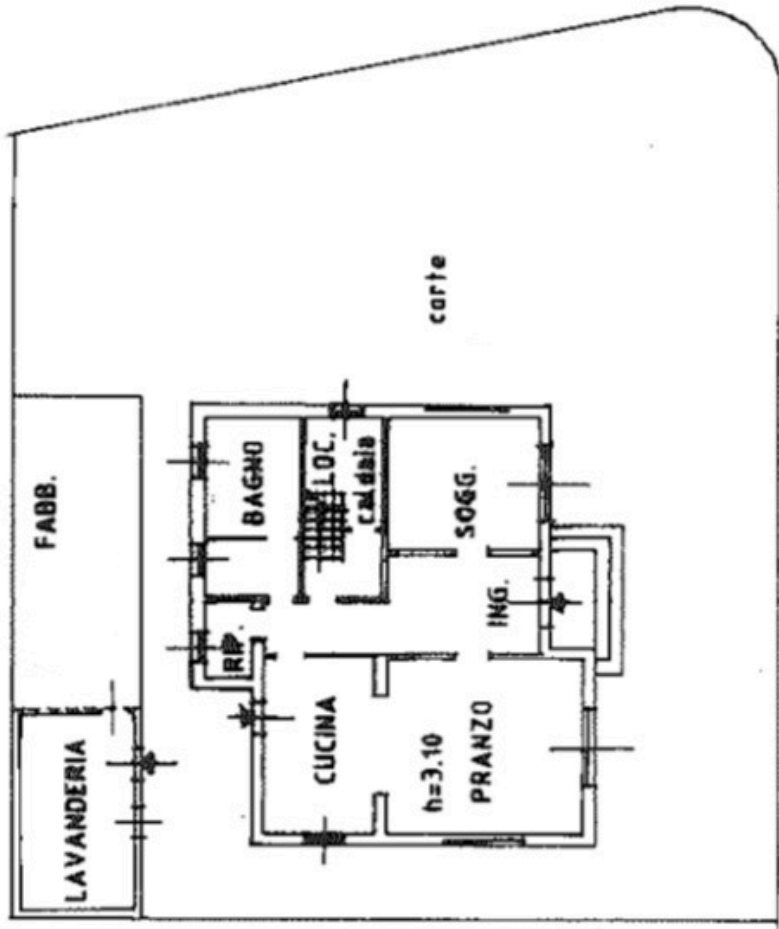 FABB.
LAVANDERIA
BAGNO
LOC.
caldaia
RIP.
SOGG.
ING.
CUCINA
h=3.10
PRANZO
carte